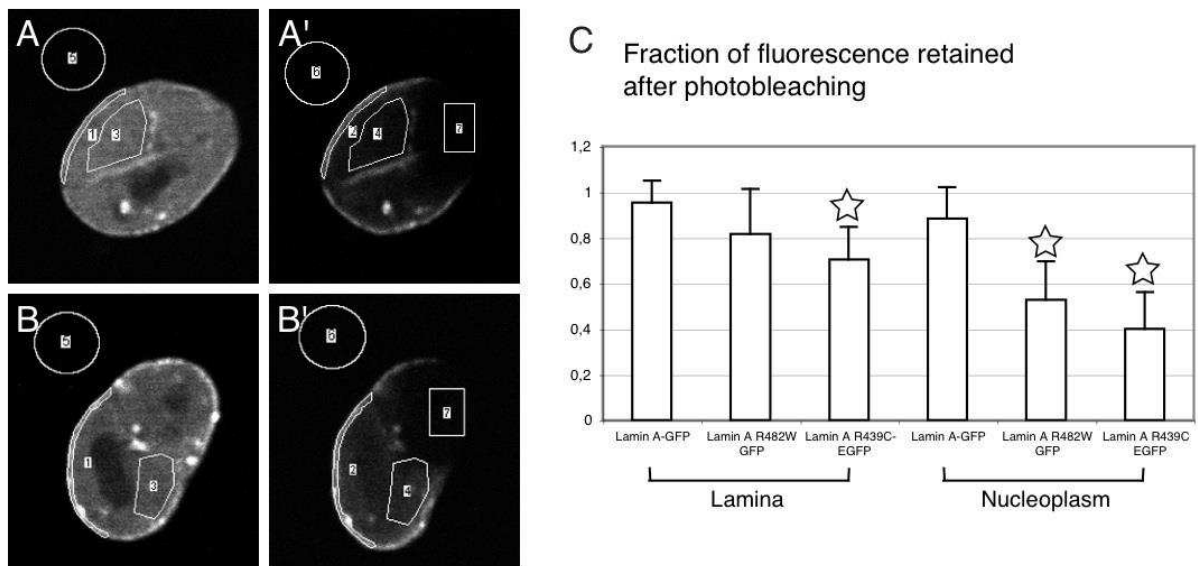 A
5
1
3
A'
6
2
4
7
B
5
1
3
B'
6
2
4
7
C
Fraction of fluorescence retained
after photobleaching
1,2
1
0,8
0,6
0,4
0,2
0
Lamin A-GFP
Lamin A R482W
GFP
Lamin A R439C-
EGFP
Lamin A-GFP
Lamin A R482W
GFP
Lamin A R439C
EGFP
Lamina
Nucleoplasm